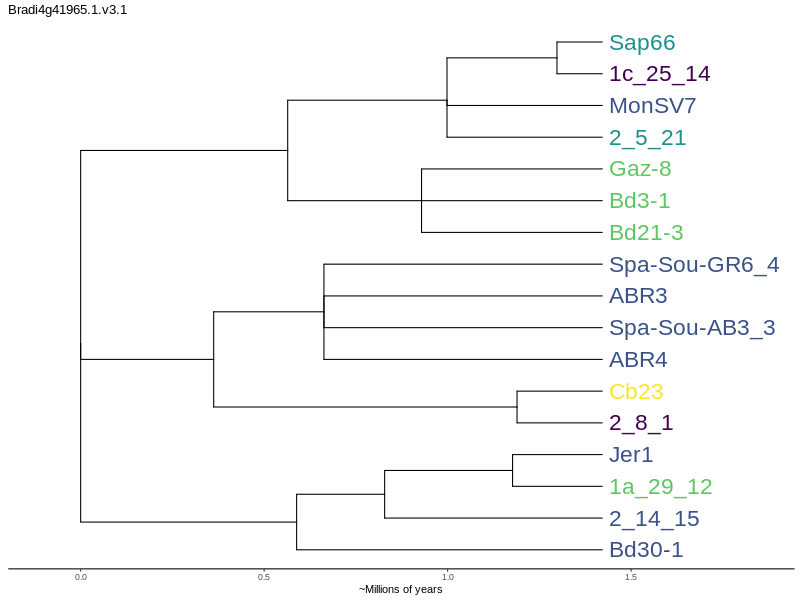 Bradi4g41965.1.v3.1
Sap66
1c_25_14
MonSV7
2_5_21
Gaz-8
Bd3-1
Bd21-3
Spa-Sou-GR6_4
ABR3
Spa-Sou-AB3_3
ABR4
Cb23
2_8_1
Jer1
1a_29_12
2_14_15
Bd30-1
0.0 0.5 1.0 1.5
~Millions of years